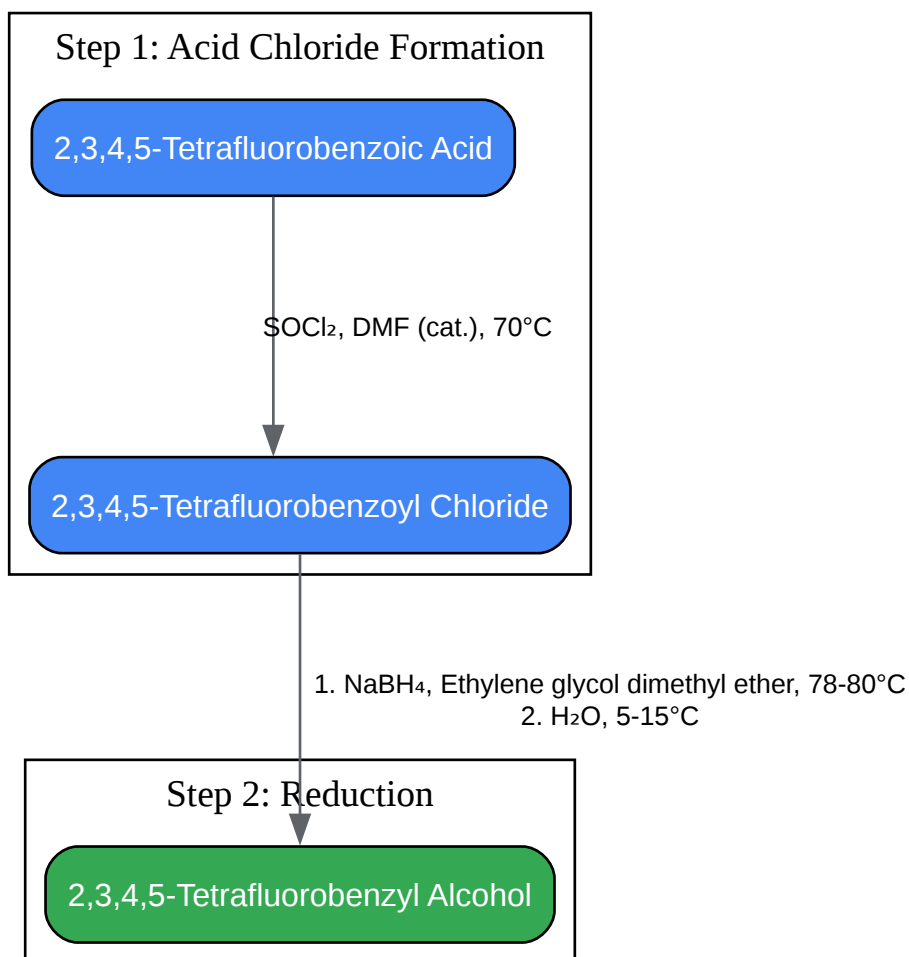 Step 1: Acid Chloride Formation
2,3,4,5-Tetrafluorobenzoic Acid
SOCl₂, DMF (cat.), 70°C
2,3,4,5-Tetrafluorobenzoyl Chloride
1. NaBH₄, Ethylene glycol dimethyl ether, 78-80°C
2. H₂O, 5-15°C
Step 2: Reduction
2,3,4,5-Tetrafluorobenzyl Alcohol